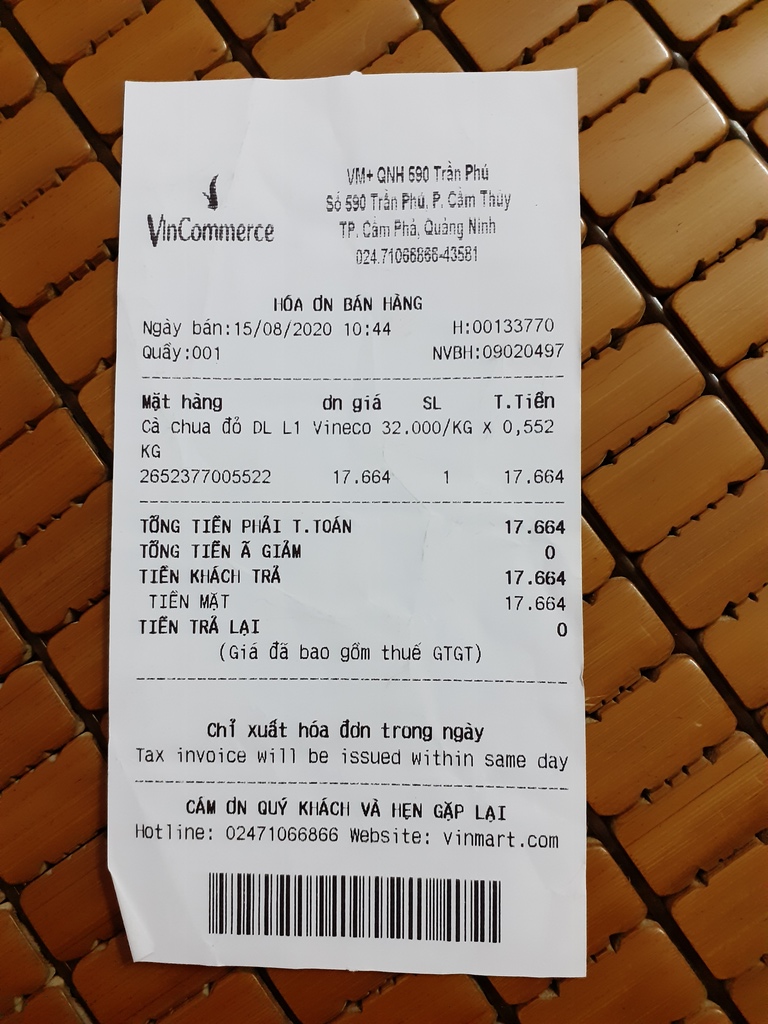 VinCommerce
VM+ QNH 590 Trần Phú
Số 590 Trần Phú, P. Cẩm Thủy
TP. Cẩm Phả, Quảng Ninh
024.71066866-43581
HÓA ƠN BÁN HÀNG
Ngày bán:15/08/2020 10:44 H:00133770
Quầy:001 NVBH:09020497
Mặt hàng ơn giá SL T.Tiền
Cà chua đỏ DL L1 Vineco 32.000/KG X 0,552
KG
2652377005522 17.664 1 17.664
TỔNG TIỀN PHẢI T.TOÁN 17.664
TỔNG TIỀN Ã GIẢM 0
TIỀN KHÁCH TRẢ 17.664
TIỀN MẶT 17.664
TIỀN TRẢ LẠI 0
(Giá đã bao gồm thuế GTGT)
Chỉ xuất hóa đơn trong ngày
Tax invoice will be issued within same day
CÁM ƠN QUÝ KHÁCH VÀ HẸN GẶP LẠI
Hotline: 02471066866 Website: vinmart.com